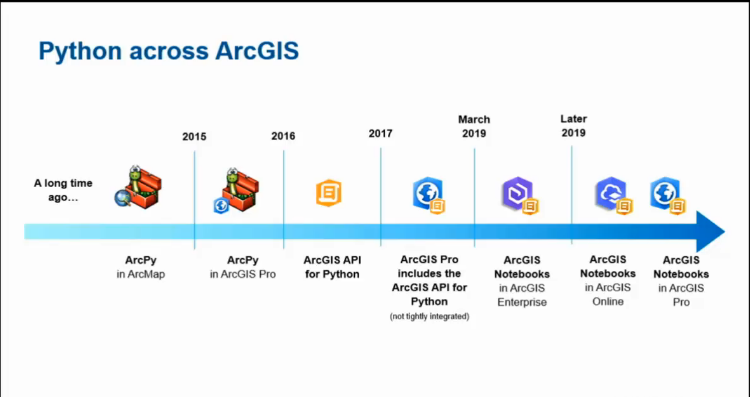 Python across ArcGIS
March
Later
2015
2016
2017
2019
2019
A long time
ago…
ArcPy
in ArcMap
ArcPy
in ArcGIS Pro
ArcGIS API
for Python
ArcGIS Pro
includes the
ArcGIS API for
Python
(not tightly integrated)
ArcGIS
Notebooks
in ArcGIS
Enterprise
ArcGIS
Notebooks
in ArcGIS
Online
ArcGIS
Notebooks
in ArcGIS
Pro